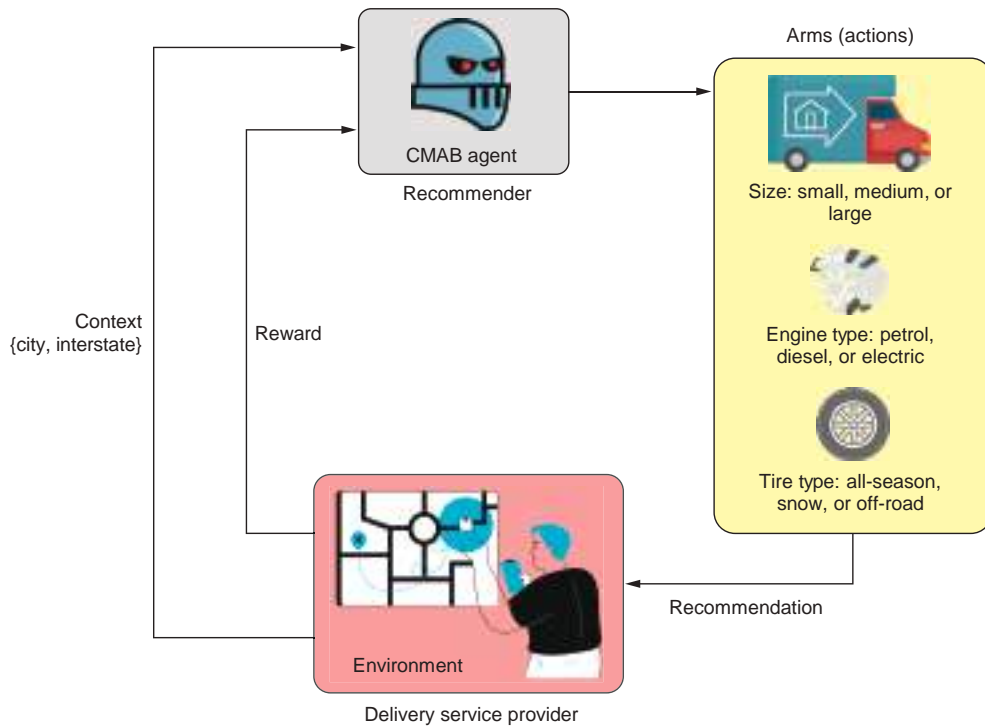 Arms (actions)
CMAB agent
Recommender
Size: small, medium, or
large
Engine type: petrol,
diesel, or electric
Tire type: all-season,
snow, or off-road
Context
{city, interstate}
Reward
Recommendation
Environment
Delivery service provider